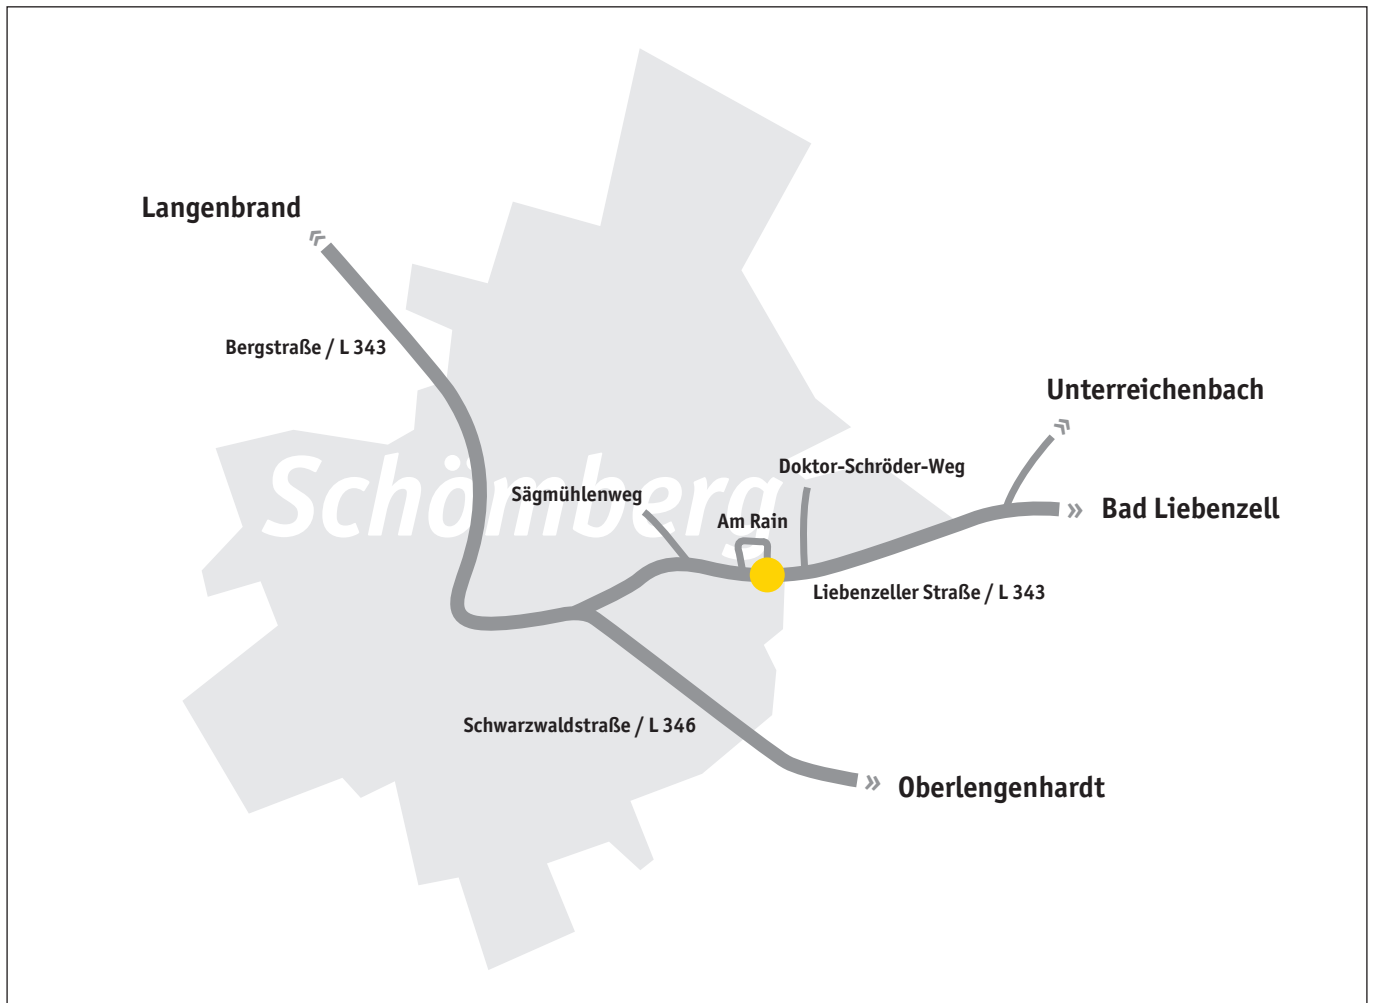 Langenbrand
Bergstraße / L 343
Unterreichenbach
Schömberg
Doktor-Schröder-Weg
Sägmühlenweg
Am Rain
Bad Liebenzell
Liebenzeller Straße / L 343
Schwarzwaldstraße / L 346
Oberlengenhardt